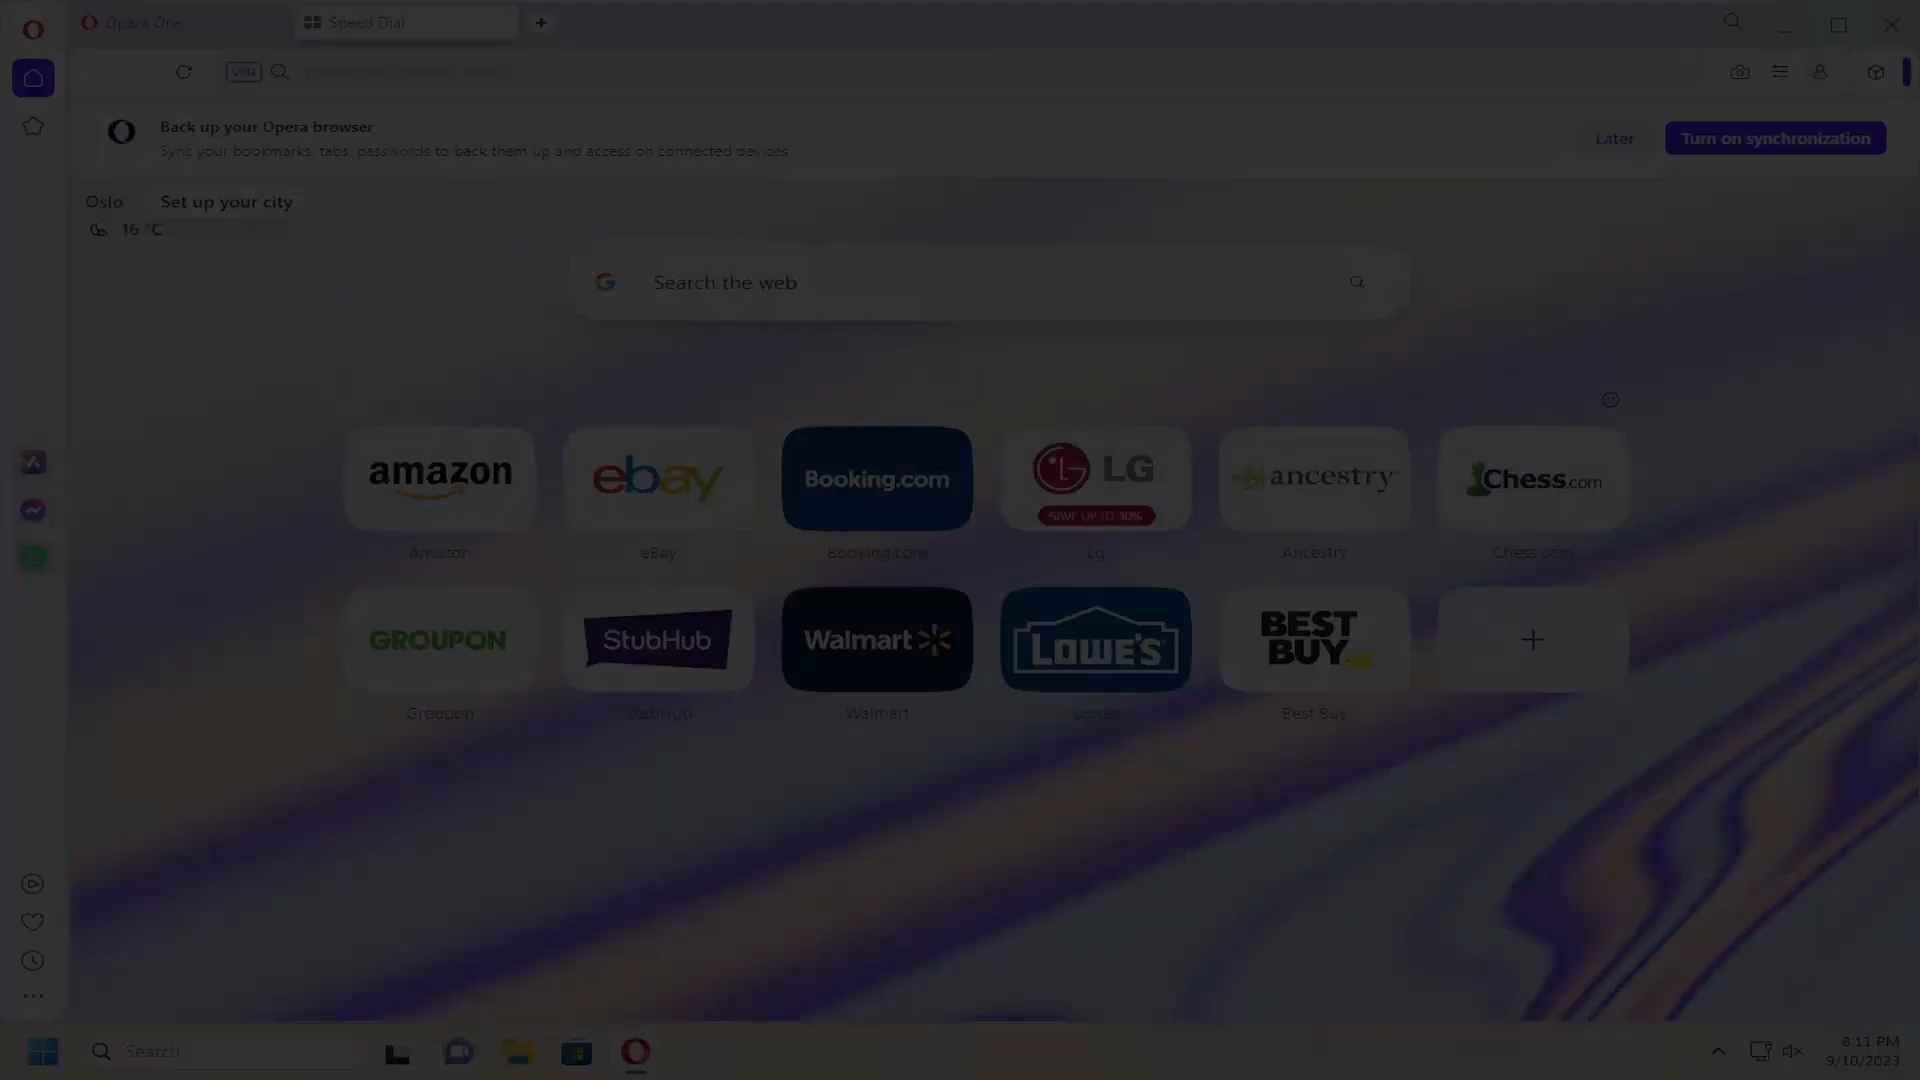 Opera One
Speed Dial
VPN
Back up your Opera browser
Sync your bookmarks, tabs, passwords to back them up and access on connected devices
Later
Turn on synchronization
Oslo
Set up your city
16 °C
Search the web
amazon
ebay
Booking.com
LG
SAVE UP TO 30%
ancestry
Chess.com
Amazon
eBay
Booking.com
Lg
Ancestry
Chess.com
GROUPON
StubHub
Walmart
LOWE'S
BEST BUY
Groupon
StubHub
Walmart
Lowes
Best Buy
Search
8:11 PM
9/10/2023